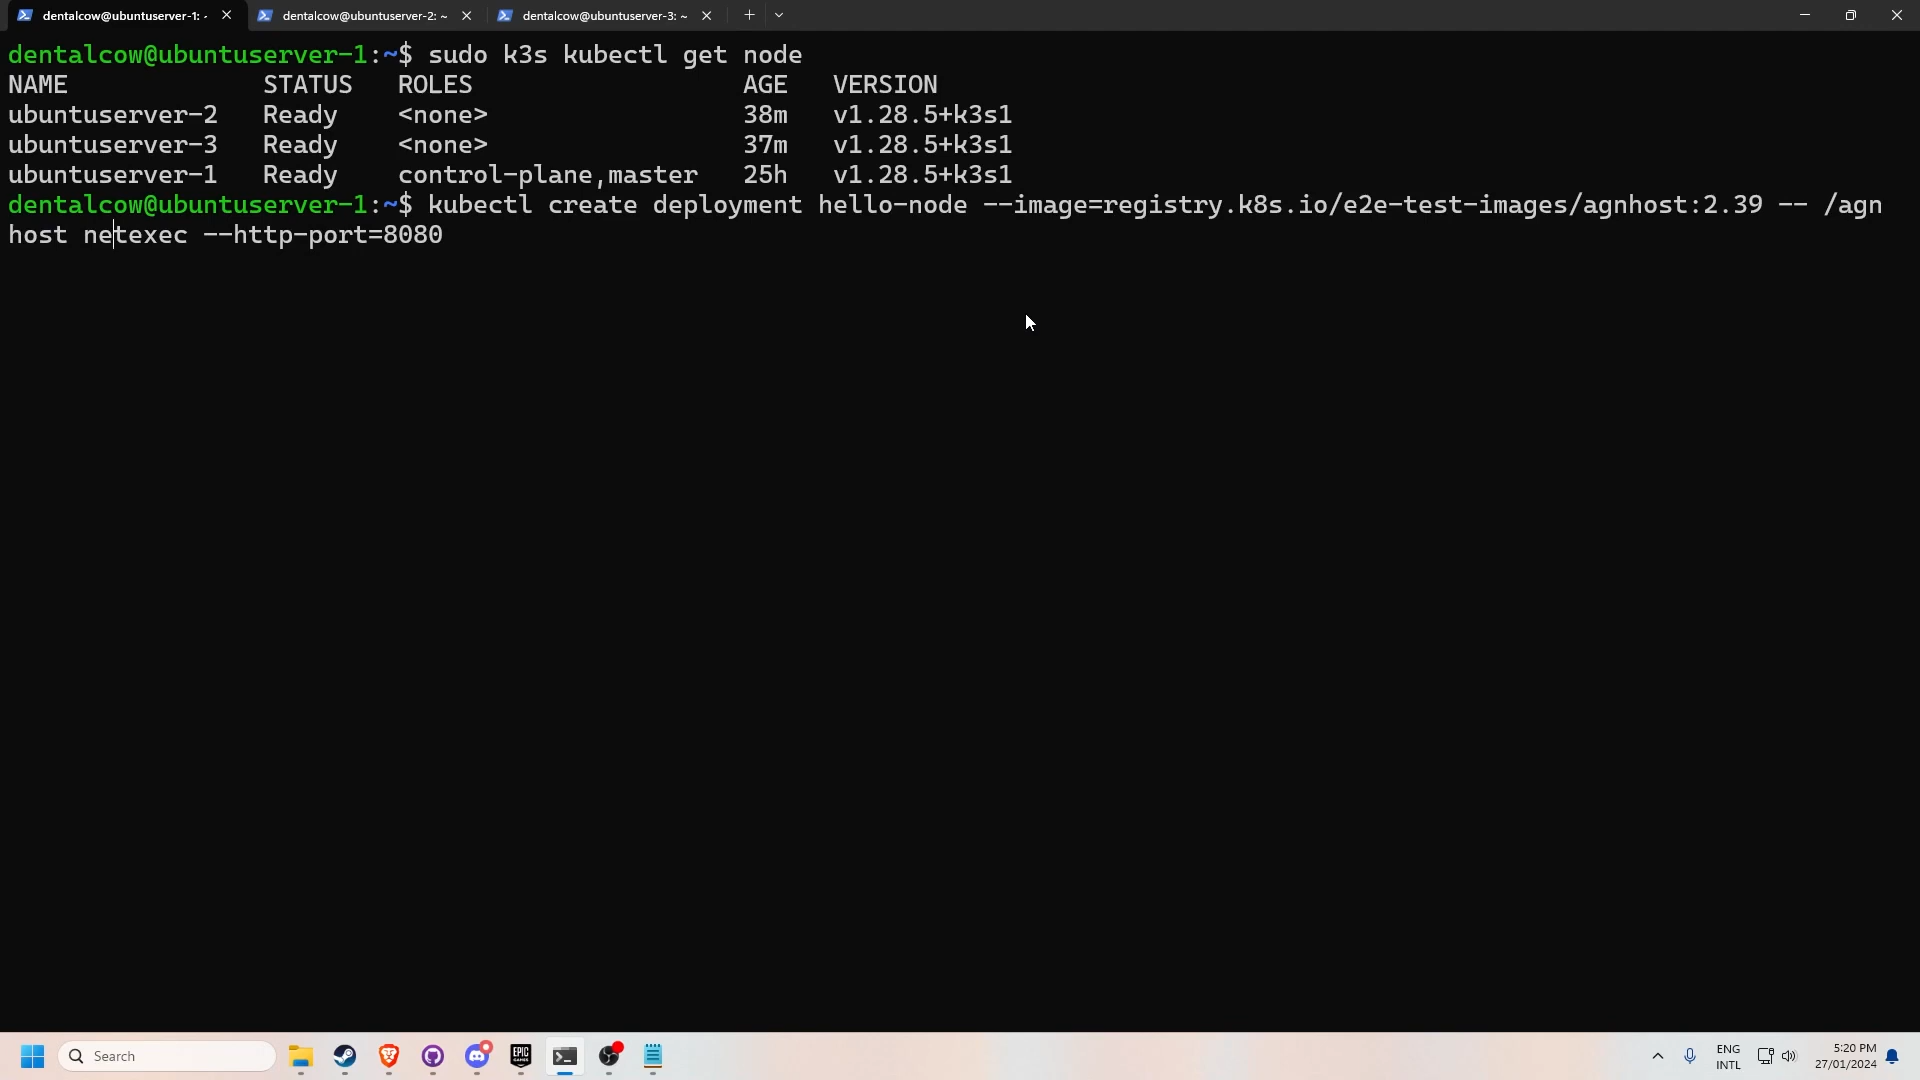 dentalcow@ubuntuserver-1: -
dentalcow@ubuntuserver-2: ~
dentalcow@ubuntuserver-3: ~
dentalcow@ubuntuserver-1:~$ sudo k3s kubectl get node
NAME STATUS ROLES AGE VERSION
ubuntuserver-2 Ready <none> 38m v1.28.5+k3s1
ubuntuserver-3 Ready <none> 37m v1.28.5+k3s1
ubuntuserver-1 Ready control-plane,master 25h v1.28.5+k3s1
dentalcow@ubuntuserver-1:~$ kubectl create deployment hello-node --image=registry.k8s.io/e2e-test-images/agnhost:2.39 -- /agn
host netexec --http-port=8080
Search
EPIC GAMES
ENG
INTL
5:20 PM
27/01/2024